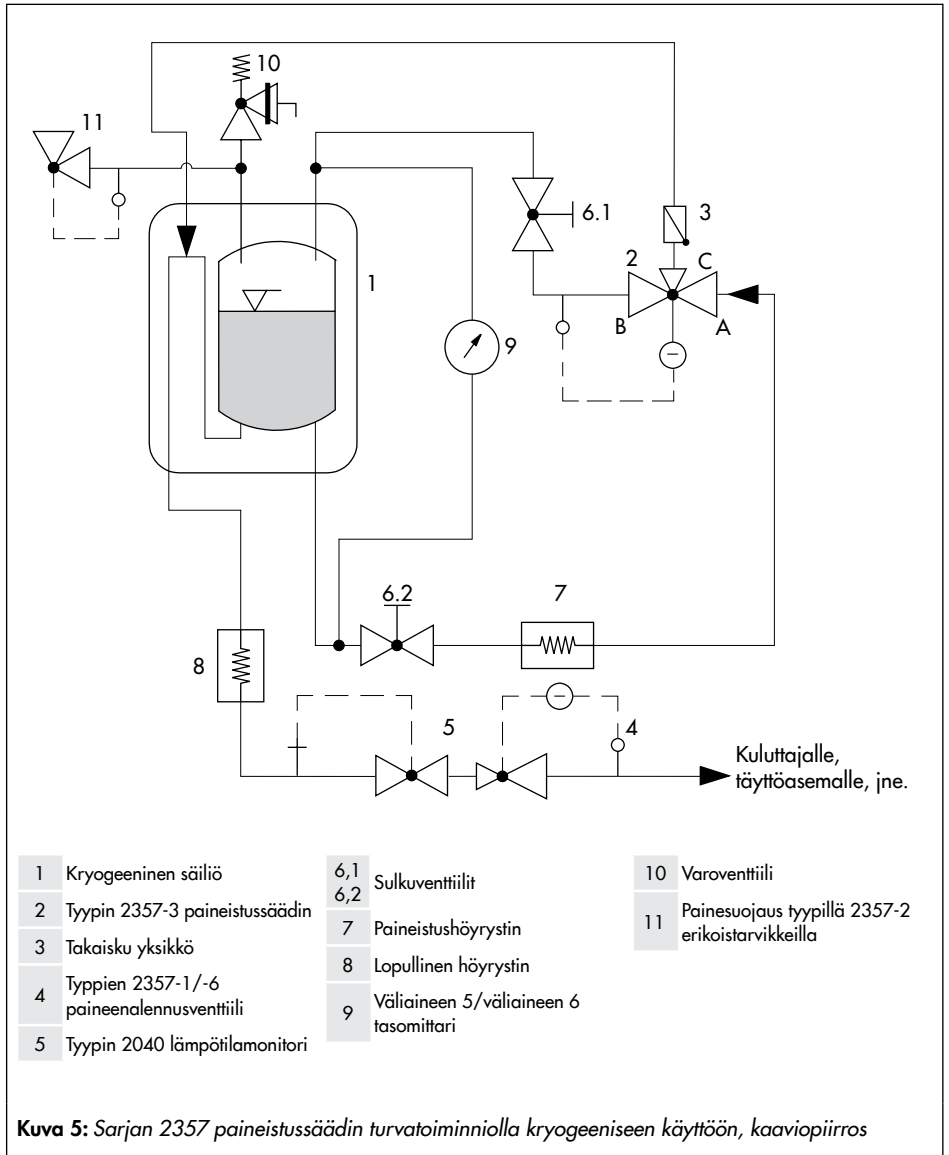 10
11
6.1
3
2
C
1
B
A
9
6.2
7
8
5
4
Kuluttajalle,
täyttöasemalle, jne.
1 Kryogeeninen säiliö
2 Tyypin 2357-3 paineistussäädin
3 Takaisku yksikkö
4 Typpien 2357-1/-6
paineenalennusventtiili
5 Tyypin 2040 lämpötilamonitori
6,1
6,2
Sulkuventtiilit
7 Paineistushöyrystin
8 Lopullinen höyrystin
9 Väliaineen 5/väliaineen 6
tasomittari
10 Varoventtiili
11 Painesuojaus tyypillä 2357-2
erikoistarvikkeilla
Kuva 5: Sarjan 2357 paineistussäädin turvatoiminniolla kryogeeniseen käyttöön, kaaviopiirros